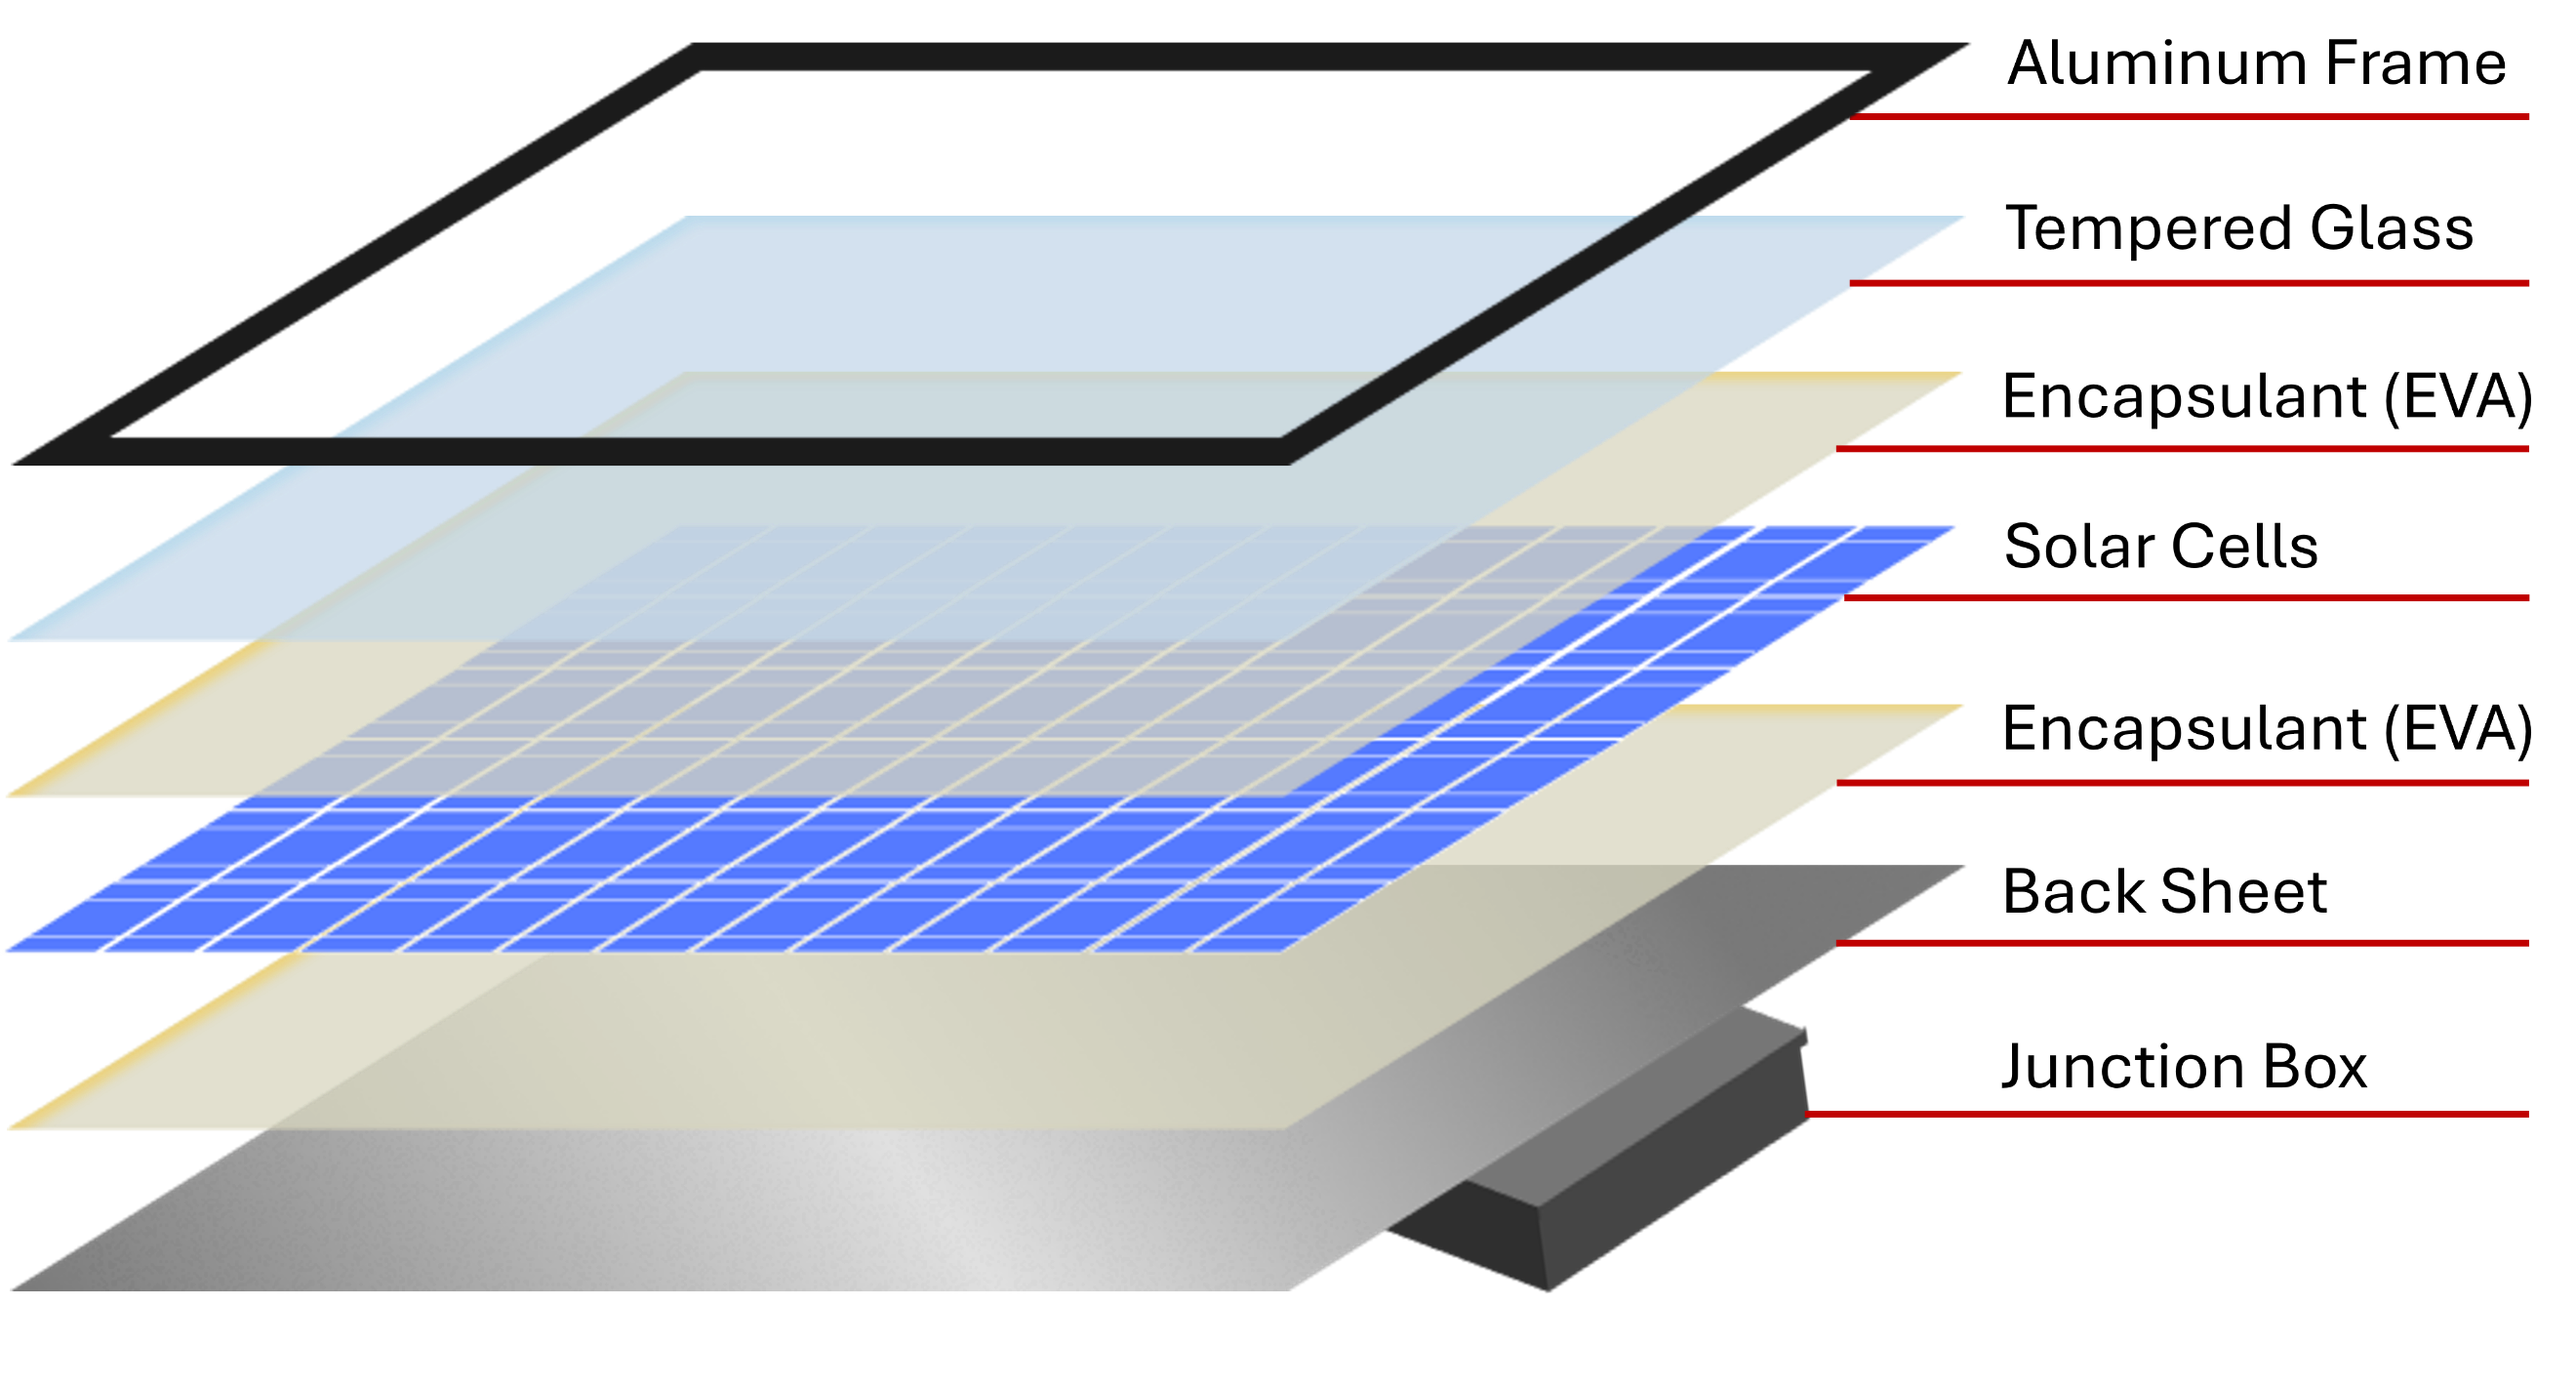 Aluminum Frame
Tempered Glass
Encapsulant (EVA)
Solar Cells
Encapsulant (EVA)
Back Sheet
Junction Box